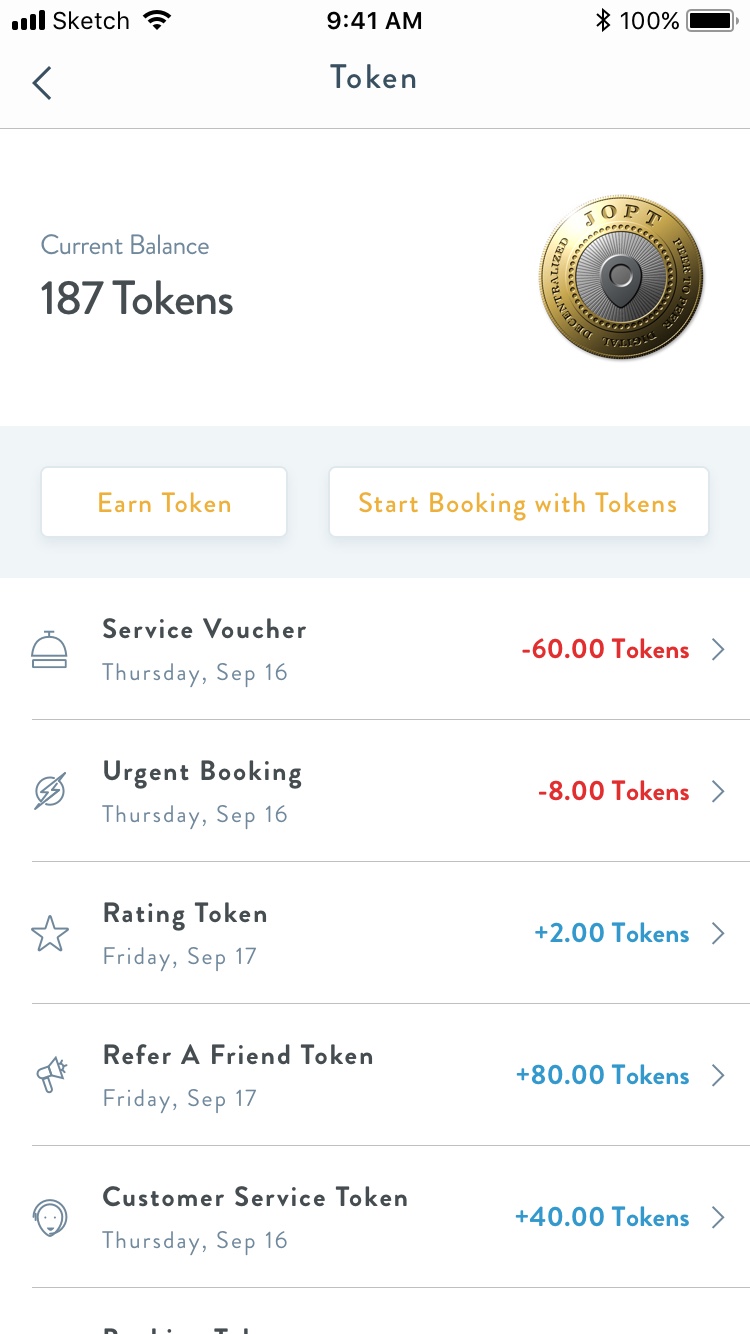 Sketch 9:41 AM 100%
Token
JOPT
DECENTRALIZED
PEER TO PEER
DIGITAL
Current Balance
187 Tokens
Earn Token
Start Booking with Tokens
Service Voucher
-60.00 Tokens
Thursday, Sep 16
Urgent Booking
-8.00 Tokens
Thursday, Sep 16
Rating Token
+2.00 Tokens
Friday, Sep 17
Refer A Friend Token
+80.00 Tokens
Friday, Sep 17
Customer Service Token
+40.00 Tokens
Thursday, Sep 16